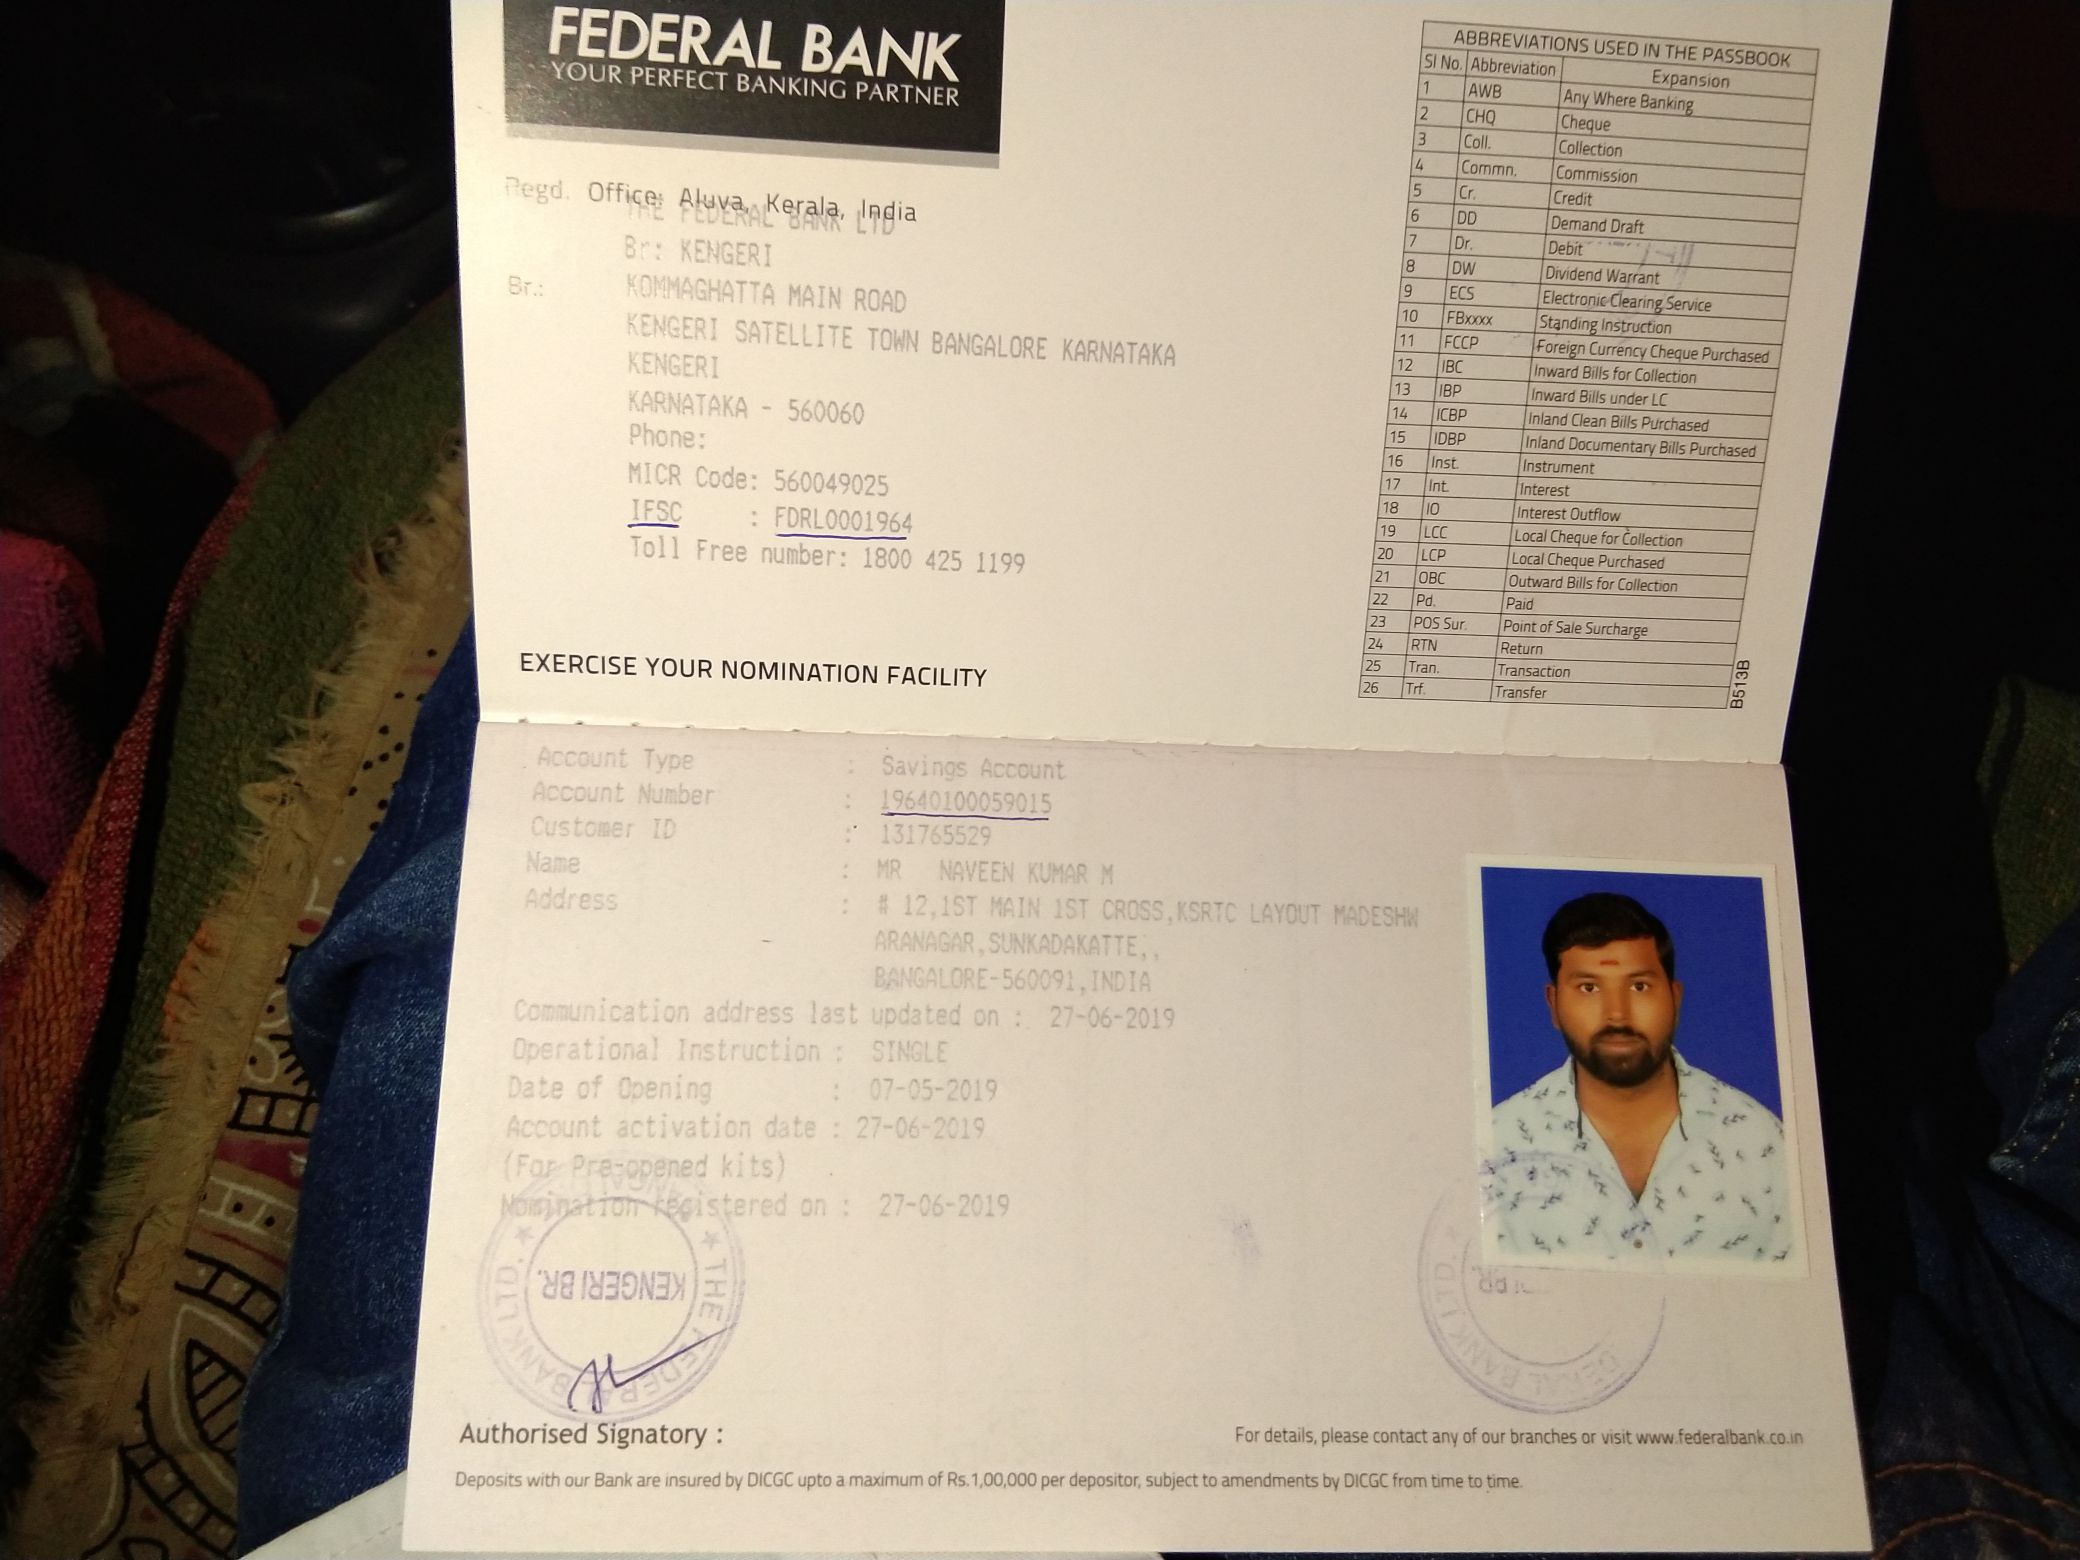 FEDERAL BANK
YOUR PERFECT BANKING PARTNER
Regd. Office: Aluva, Kerala, India
THE FEDERAL BANK LTD
Br: KENGERI
Br.: KOMMAGHATTA MAIN ROAD
KENGERI SATELLITE TOWN BANGALORE KARNATAKA
KENGERI
KARNATAKA - 560060
Phone:
MICR Code: 560049025
IFSC : FDRL0001964
Toll Free number: 1800 425 1199
EXERCISE YOUR NOMINATION FACILITY
ABBREVIATIONS USED IN THE PASSBOOK
Sl No. Abbreviation Expansion
1 AWB Any Where Banking
2 CHQ Cheque
3 Coll. Collection
4 Commn. Commission
5 Cr. Credit
6 DD Demand Draft
7 Dr. Debit
8 DW Dividend Warrant
9 ECS Electronic Clearing Service
10 FBxxxx Standing Instruction
11 FCCP Foreign Currency Cheque Purchased
12 IBC Inward Bills for Collection
13 IBP Inward Bills under LC
14 ICBP Inland Clean Bills Purchased
15 IDBP Inland Documentary Bills Purchased
16 Inst. Instrument
17 Int. Interest
18 IO Interest Outflow
19 LCC Local Cheque for Collection
20 LCP Local Cheque Purchased
21 OBC Outward Bills for Collection
22 Pd. Paid
23 POS Sur. Point of Sale Surcharge
24 RTN Return
25 Tran. Transaction
26 Trf. Transfer
B513B
Account Type : Savings Account
Account Number : 19640100059015
Customer ID : 131765529
Name : MR NAVEEN KUMAR M
Address : # 12,1ST MAIN 1ST CROSS,KSRTC LAYOUT MADESHW
ARANAGAR,SUNKADAKATTE,,
BANGALORE-560091,INDIA
Communication address last updated on : 27-06-2019
Operational Instruction : SINGLE
Date of Opening : 07-05-2019
Account activation date : 27-06-2019
(For Pre-opened kits)
Nomination registered on : 27-06-2019
THE FEDERAL BANK LTD.
KENGERI BR.
BANK LTD.
BR.
Authorised Signatory :
For details, please contact any of our branches or visit www.federalbank.co.in
Deposits with our Bank are insured by DICGC upto a maximum of Rs.1,00,000 per depositor, subject to amendments by DICGC from time to time.